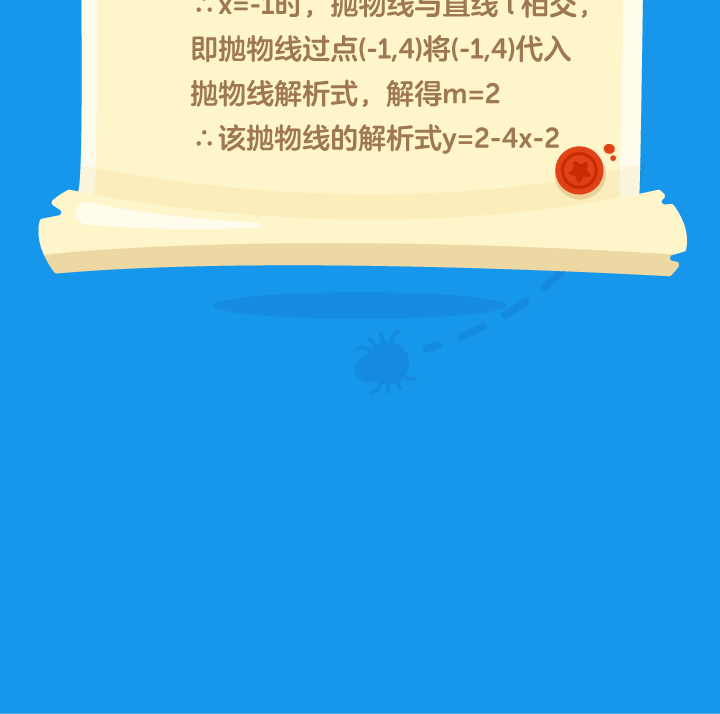 ∴x=-1时，抛物线与直线 l 相交，
即抛物线过点(-1,4)将(-1,4)代入
抛物线解析式，解得m=2
∴该抛物线的解析式y=2-4x-2